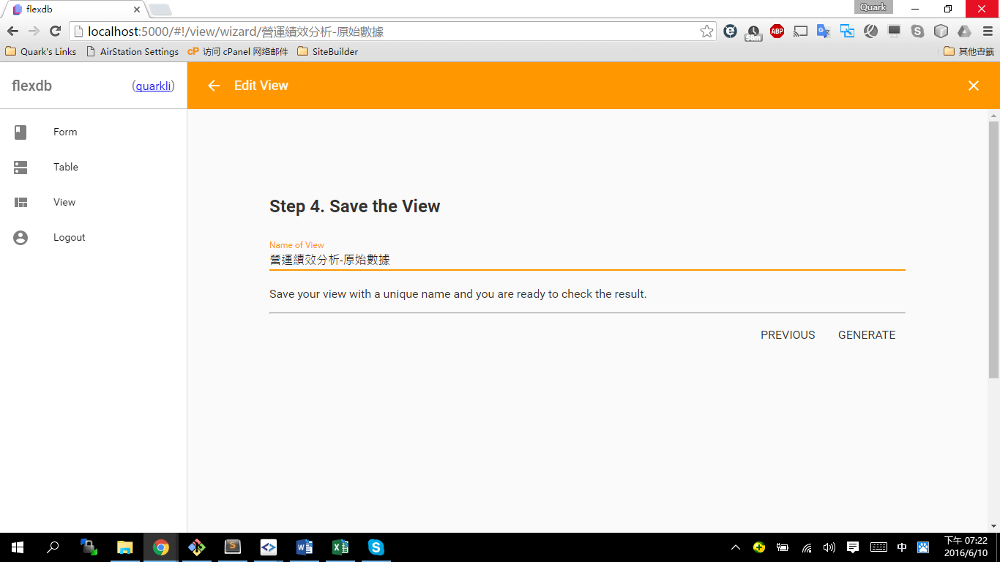 flexdb
Quark
localhost:5000/#!/view/wizard/營運績效分析-原始數據
58m
ABP
Quark's Links
AirStation Settings
cP 访问 cPanel 网络邮件
SiteBuilder
其他書籤
flexdb
(quarkli)
Edit View
Form
Table
View
Logout
Step 4. Save the View
Name of View
營運績效分析-原始數據
Save your view with a unique name and you are ready to check the result.
PREVIOUS
GENERATE
中
下午 07:22
2016/6/10